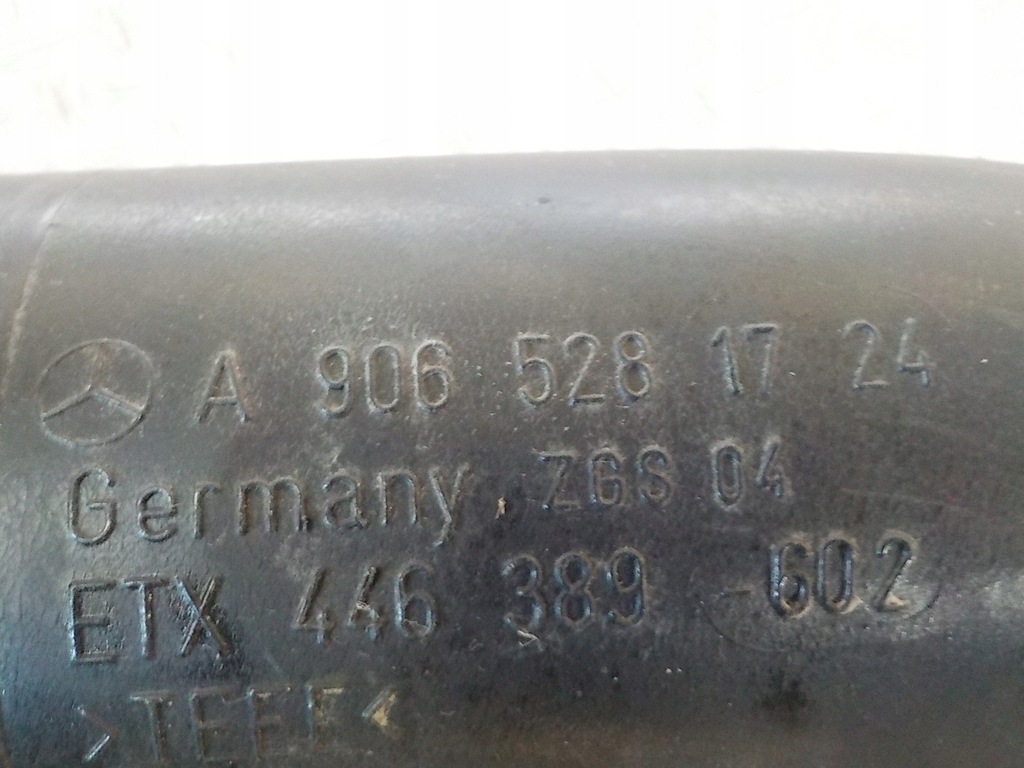 A 906 528 17 24
Germany ZGS 04
ETX 446 389 -602
>TEEE<